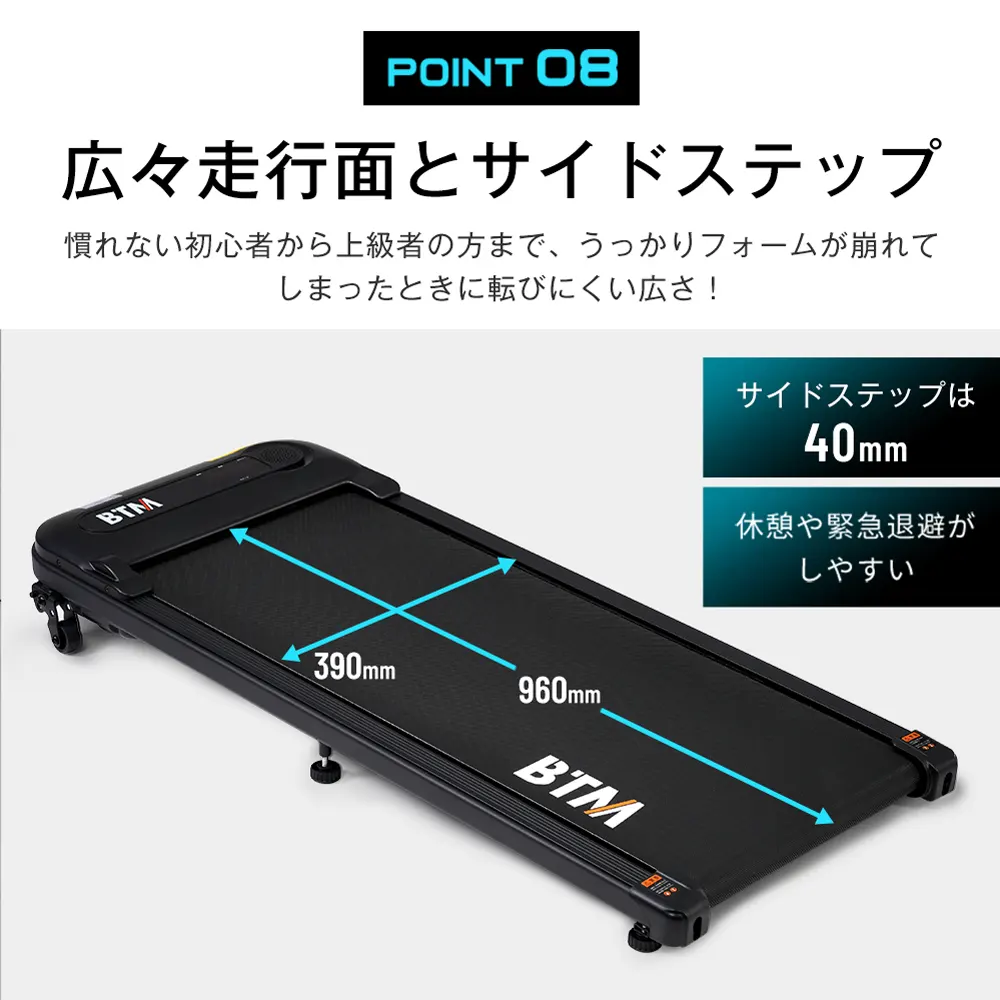 POINT 08
広々走行面とサイドステップ
慣れない初心者から上級者の方まで、うっかりフォームが崩れて
しまったときに転びにくい広さ！
サイドステップは
40mm
休憩や緊急退避が
しやすい
BTM
390mm
960mm
BTM